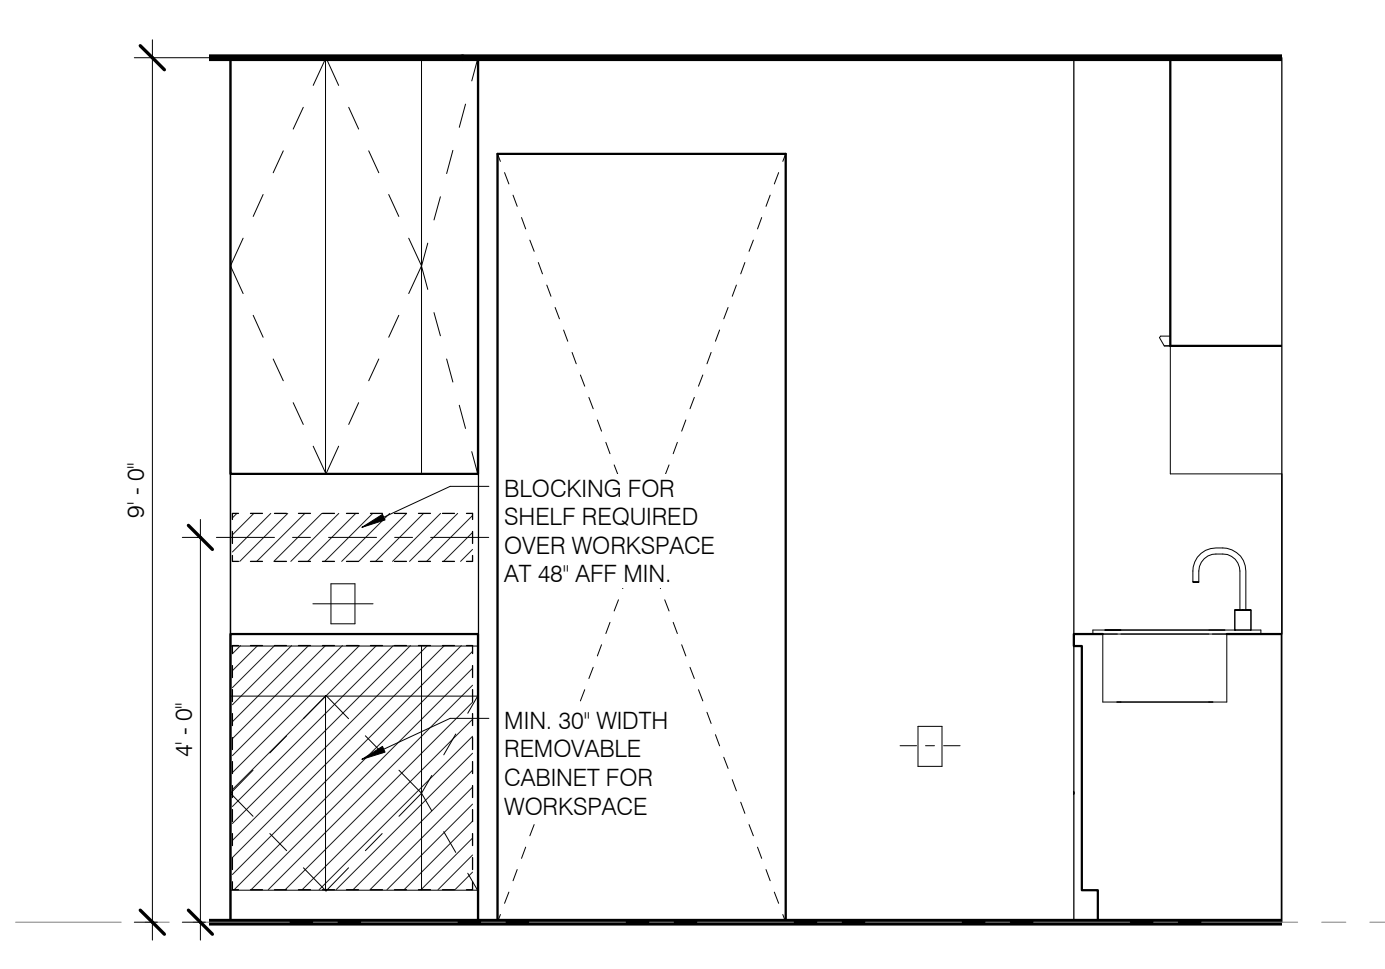 9' - 0"
BLOCKING FOR
SHELF REQUIRED
OVER WORKSPACE
AT 48" AFF MIN.
4' - 0"
MIN. 30" WIDTH
REMOVABLE
CABINET FOR
WORKSPACE